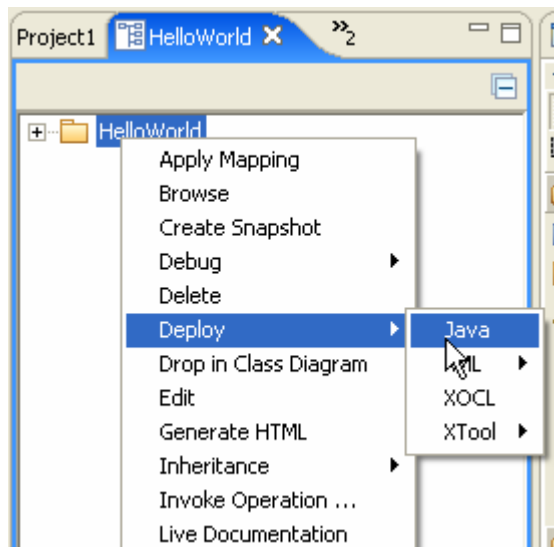 Project1 HelloWorld »2
HelloWorld
Apply Mapping
Browse
Create Snapshot
Debug
Delete
Deploy
Java
Drop in Class Diagram
Edit
XOCL
Generate HTML
XTool
Inheritance
Invoke Operation ...
Live Documentation